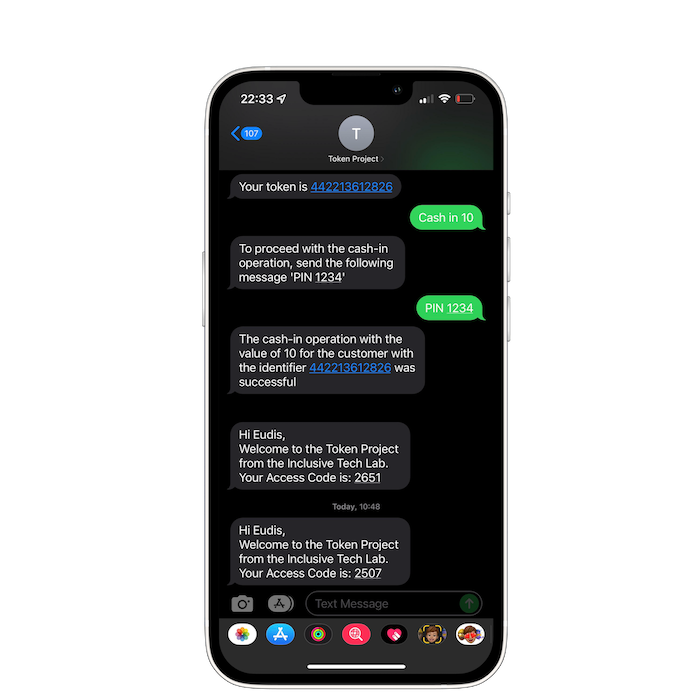 22:33
107
T
Token Project
Your token is 442213612826
Cash in 10
To proceed with the cash-in
operation, send the following
message 'PIN 1234'
PIN 1234
The cash-in operation with the
value of 10 for the customer with
the identifier 442213612826 was
successful
Hi Eudis,
Welcome to the Token Project
from the Inclusive Tech Lab.
Your Access Code is: 2651
Today, 10:48
Hi Eudis,
Welcome to the Token Project
from the Inclusive Tech Lab.
Your Access Code is: 2507
Text Message